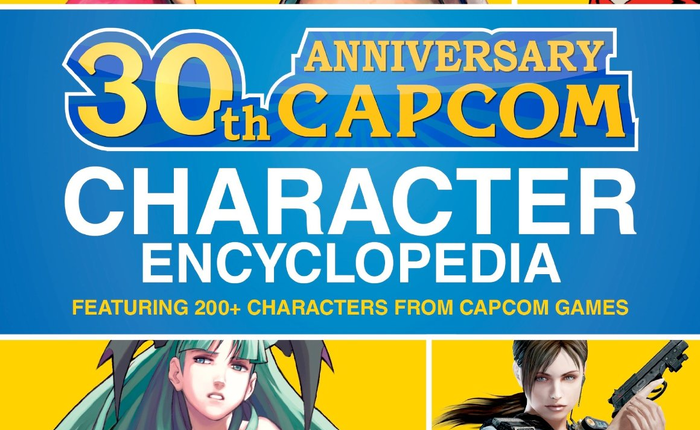 30th ANNIVERSARY
CAPCOM
CHARACTER
ENCYCLOPEDIA
FEATURING 200+ CHARACTERS FROM CAPCOM GAMES